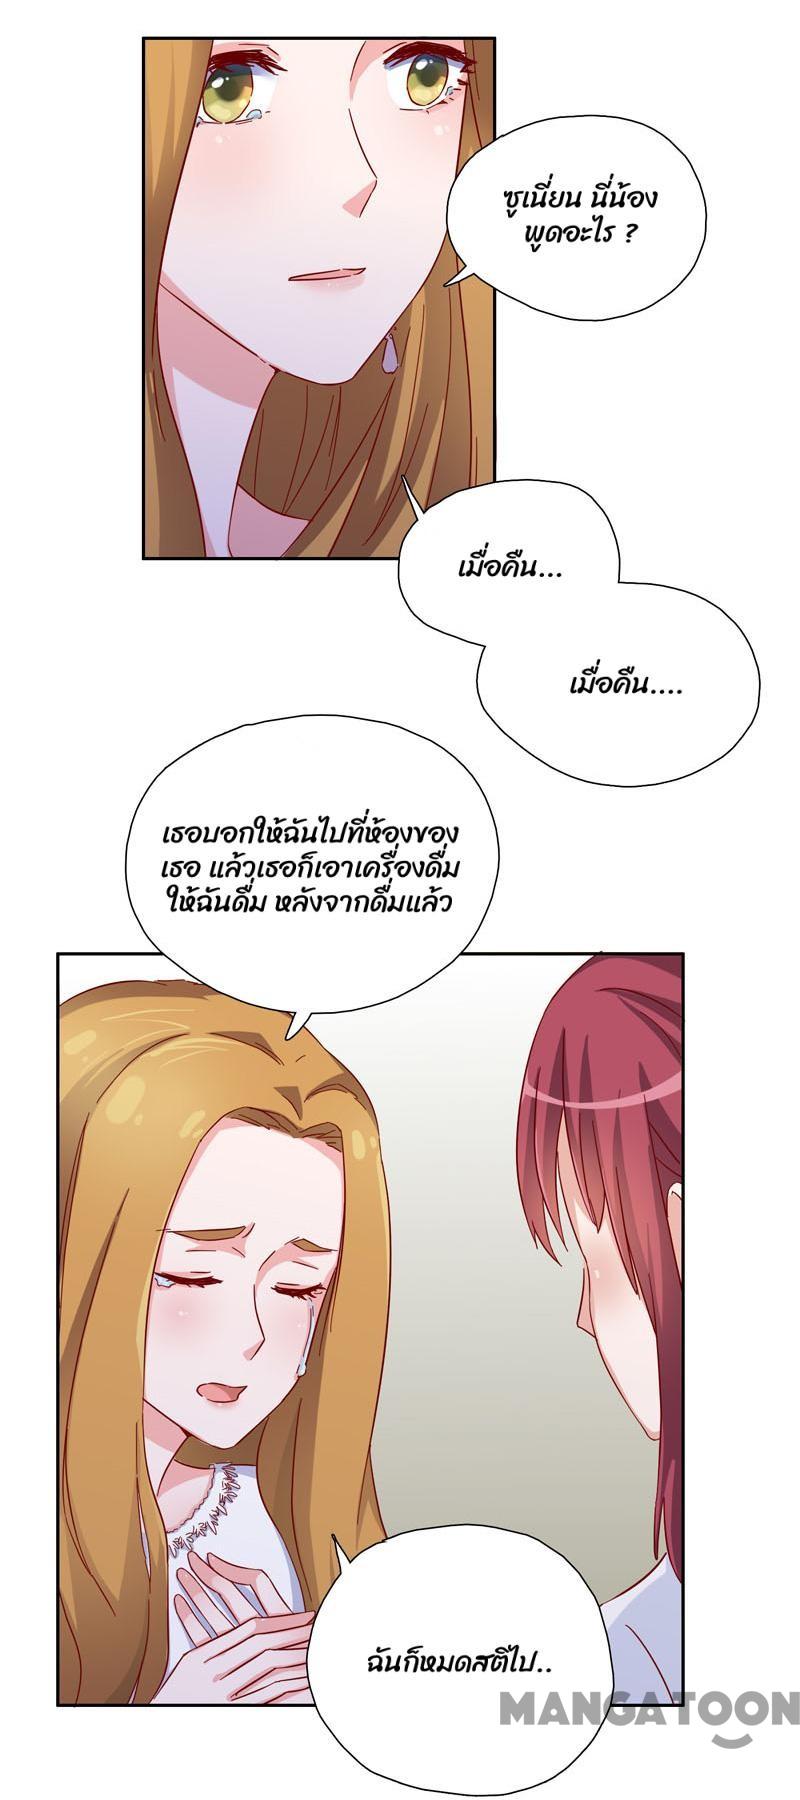 ซูเนี่ยน นี่น้อง
พูดอะไร ?
เมื่อคืน...
เมื่อคืน....
เธอบอกให้ฉันไปที่ห้องของ
เธอ แล้วเธอก็เอาเครื่องดื่ม
ให้ฉันดื่ม หลังจากดื่มแล้ว
ฉันก็หมดสติไป..
MANGATOON